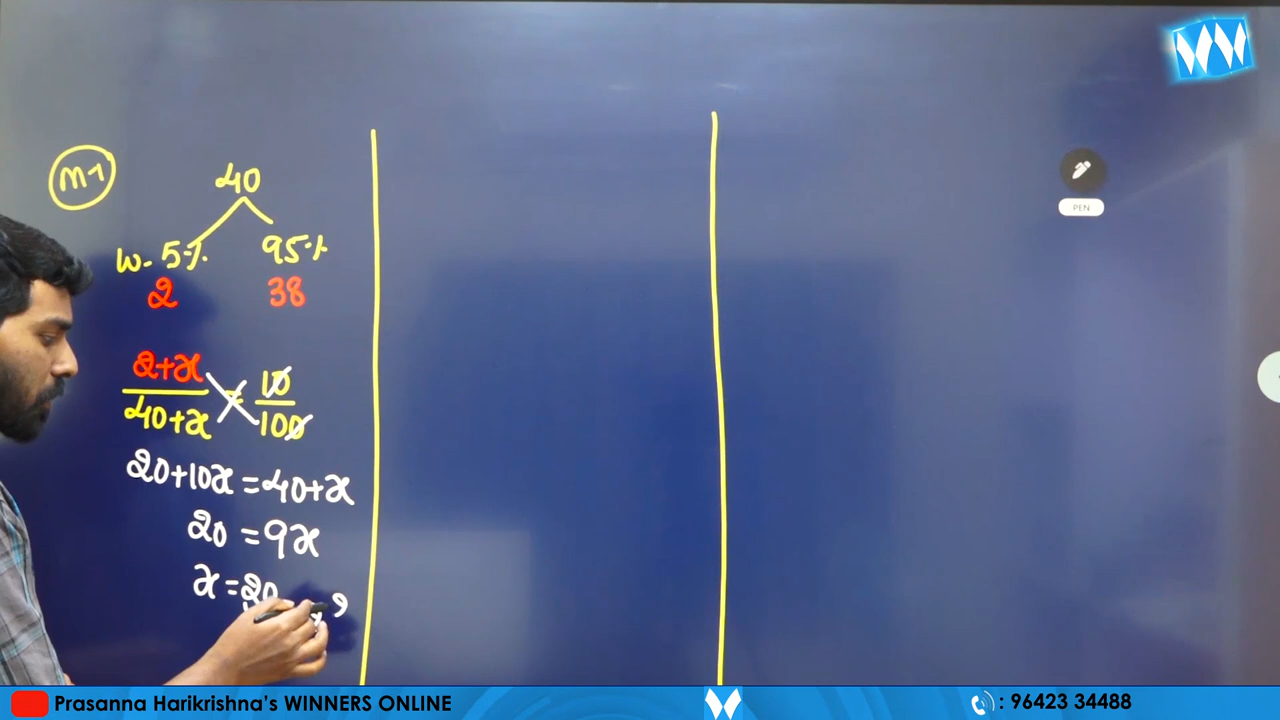 M-1
40
W- 5% 95%
2 38
2+x / 40+x = 10 / 100
20+10x = 40+x
20 = 9x
x = 20
PEN
Prasanna Harikrishna's WINNERS ONLINE
: 96423 34488